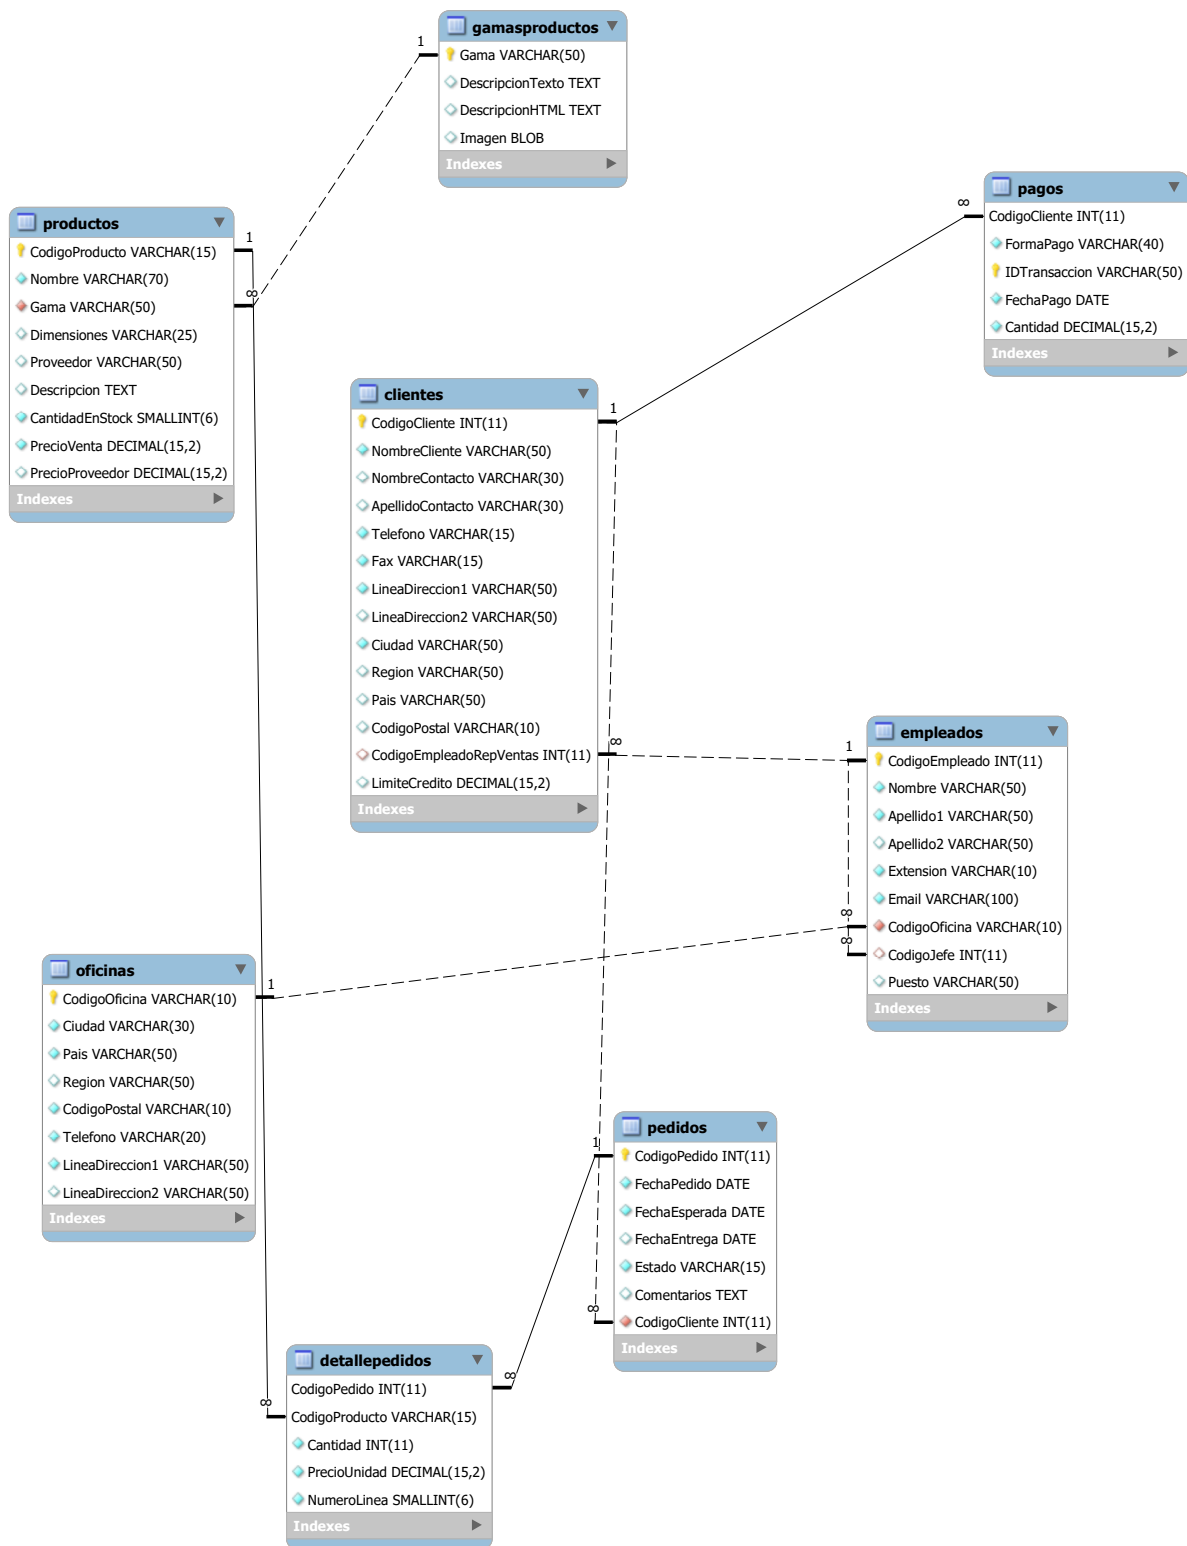 gamasproductos
1
Gama VARCHAR(50)
DescripcionTexto TEXT
DescripcionHTML TEXT
Imagen BLOB
Indexes
pagos
∞
CodigoCliente INT(11)
FormaPago VARCHAR(40)
IDTransaccion VARCHAR(50)
FechaPago DATE
Cantidad DECIMAL(15,2)
Indexes
productos
1
CodigoProducto VARCHAR(15)
Nombre VARCHAR(70)
∞
Gama VARCHAR(50)
Dimensiones VARCHAR(25)
Proveedor VARCHAR(50)
Descripcion TEXT
CantidadEnStock SMALLINT(6)
PrecioVenta DECIMAL(15,2)
PrecioProveedor DECIMAL(15,2)
Indexes
clientes
1
CodigoCliente INT(11)
NombreCliente VARCHAR(50)
NombreContacto VARCHAR(30)
ApellidoContacto VARCHAR(30)
Telefono VARCHAR(15)
Fax VARCHAR(15)
LineaDireccion1 VARCHAR(50)
LineaDireccion2 VARCHAR(50)
Ciudad VARCHAR(50)
Region VARCHAR(50)
Pais VARCHAR(50)
CodigoPostal VARCHAR(10)
∞
CodigoEmpleadoRepVentas INT(11)
LimiteCredito DECIMAL(15,2)
Indexes
empleados
1
CodigoEmpleado INT(11)
Nombre VARCHAR(50)
Apellido1 VARCHAR(50)
Apellido2 VARCHAR(50)
Extension VARCHAR(10)
Email VARCHAR(100)
∞
CodigoOficina VARCHAR(10)
∞
CodigoJefe INT(11)
Puesto VARCHAR(50)
Indexes
oficinas
1
CodigoOficina VARCHAR(10)
Ciudad VARCHAR(30)
Pais VARCHAR(50)
Region VARCHAR(50)
CodigoPostal VARCHAR(10)
Telefono VARCHAR(20)
LineaDireccion1 VARCHAR(50)
LineaDireccion2 VARCHAR(50)
Indexes
pedidos
1
CodigoPedido INT(11)
FechaPedido DATE
FechaEsperada DATE
FechaEntrega DATE
Estado VARCHAR(15)
Comentarios TEXT
∞
CodigoCliente INT(11)
Indexes
detallepedidos
∞
CodigoPedido INT(11)
∞
CodigoProducto VARCHAR(15)
Cantidad INT(11)
PrecioUnidad DECIMAL(15,2)
NumeroLinea SMALLINT(6)
Indexes